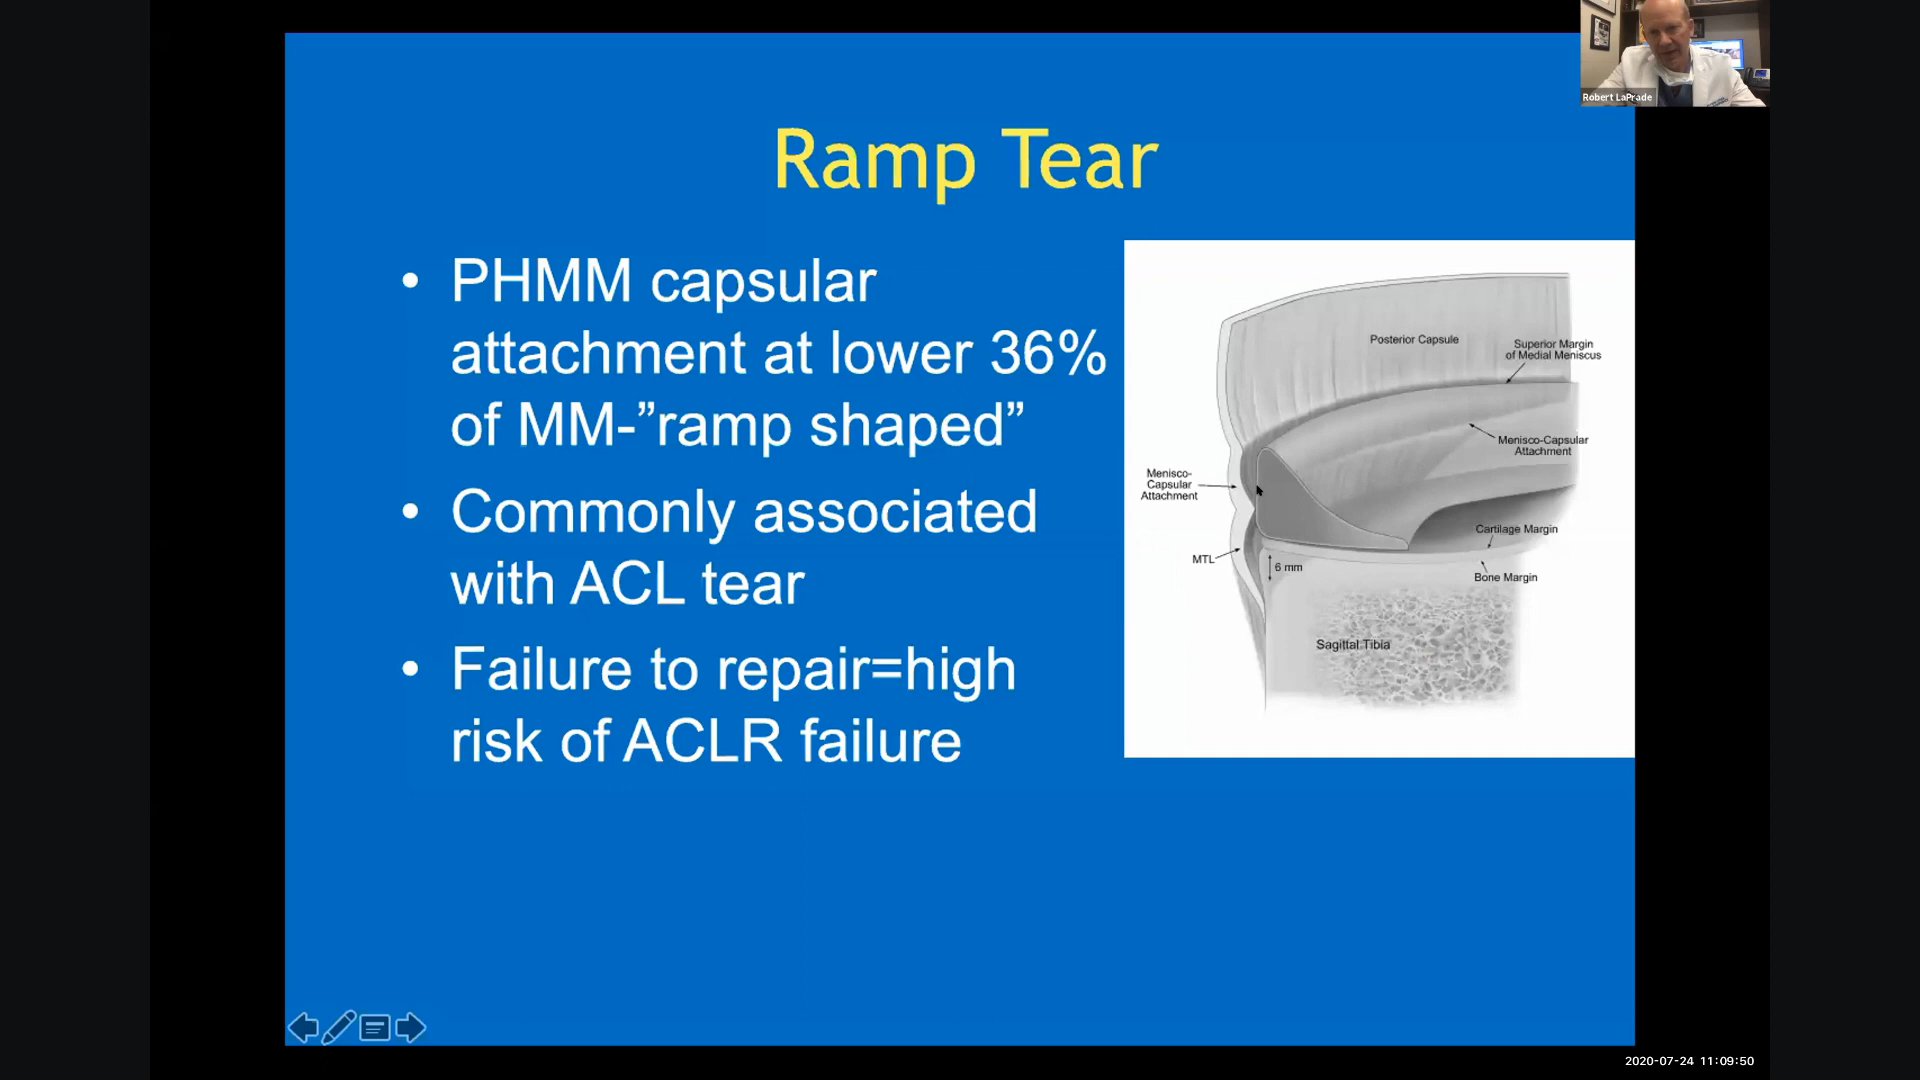 Robert LaPrade
Ramp Tear
• PHMM capsular
attachment at lower 36%
of MM-”ramp shaped”
• Commonly associated
with ACL tear
• Failure to repair=high
risk of ACLR failure
Posterior Capsule
Superior Margin
of Medial Meniscus
Menisco-Capsular
Attachment
Menisco-
Capsular
Attachment
Cartilage Margin
MTL
6 mm
Bone Margin
Sagittal Tibia
2020-07-24 11:09:50